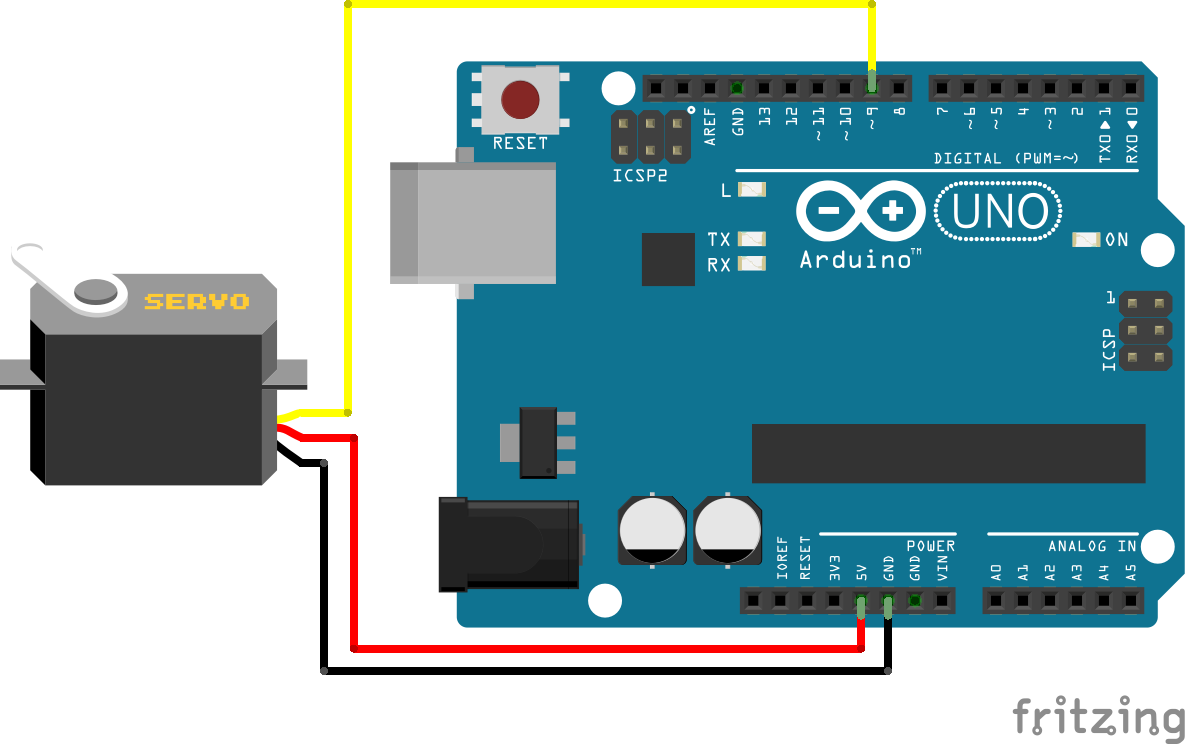 RESET
ICSP2
AREF
GND
13
12
~11
~10
~9
8
7
~6
~5
4
~3
2
TX0▶1
RX0◀0
DIGITAL (PWM=~)
L
TX
RX
Arduino™
UNO
ON
1
ICSP
SERVO
IOREF
RESET
3V3
5V
GND
GND
VIN
POWER
ANALOG IN
A0
A1
A2
A3
A4
A5
fritzing